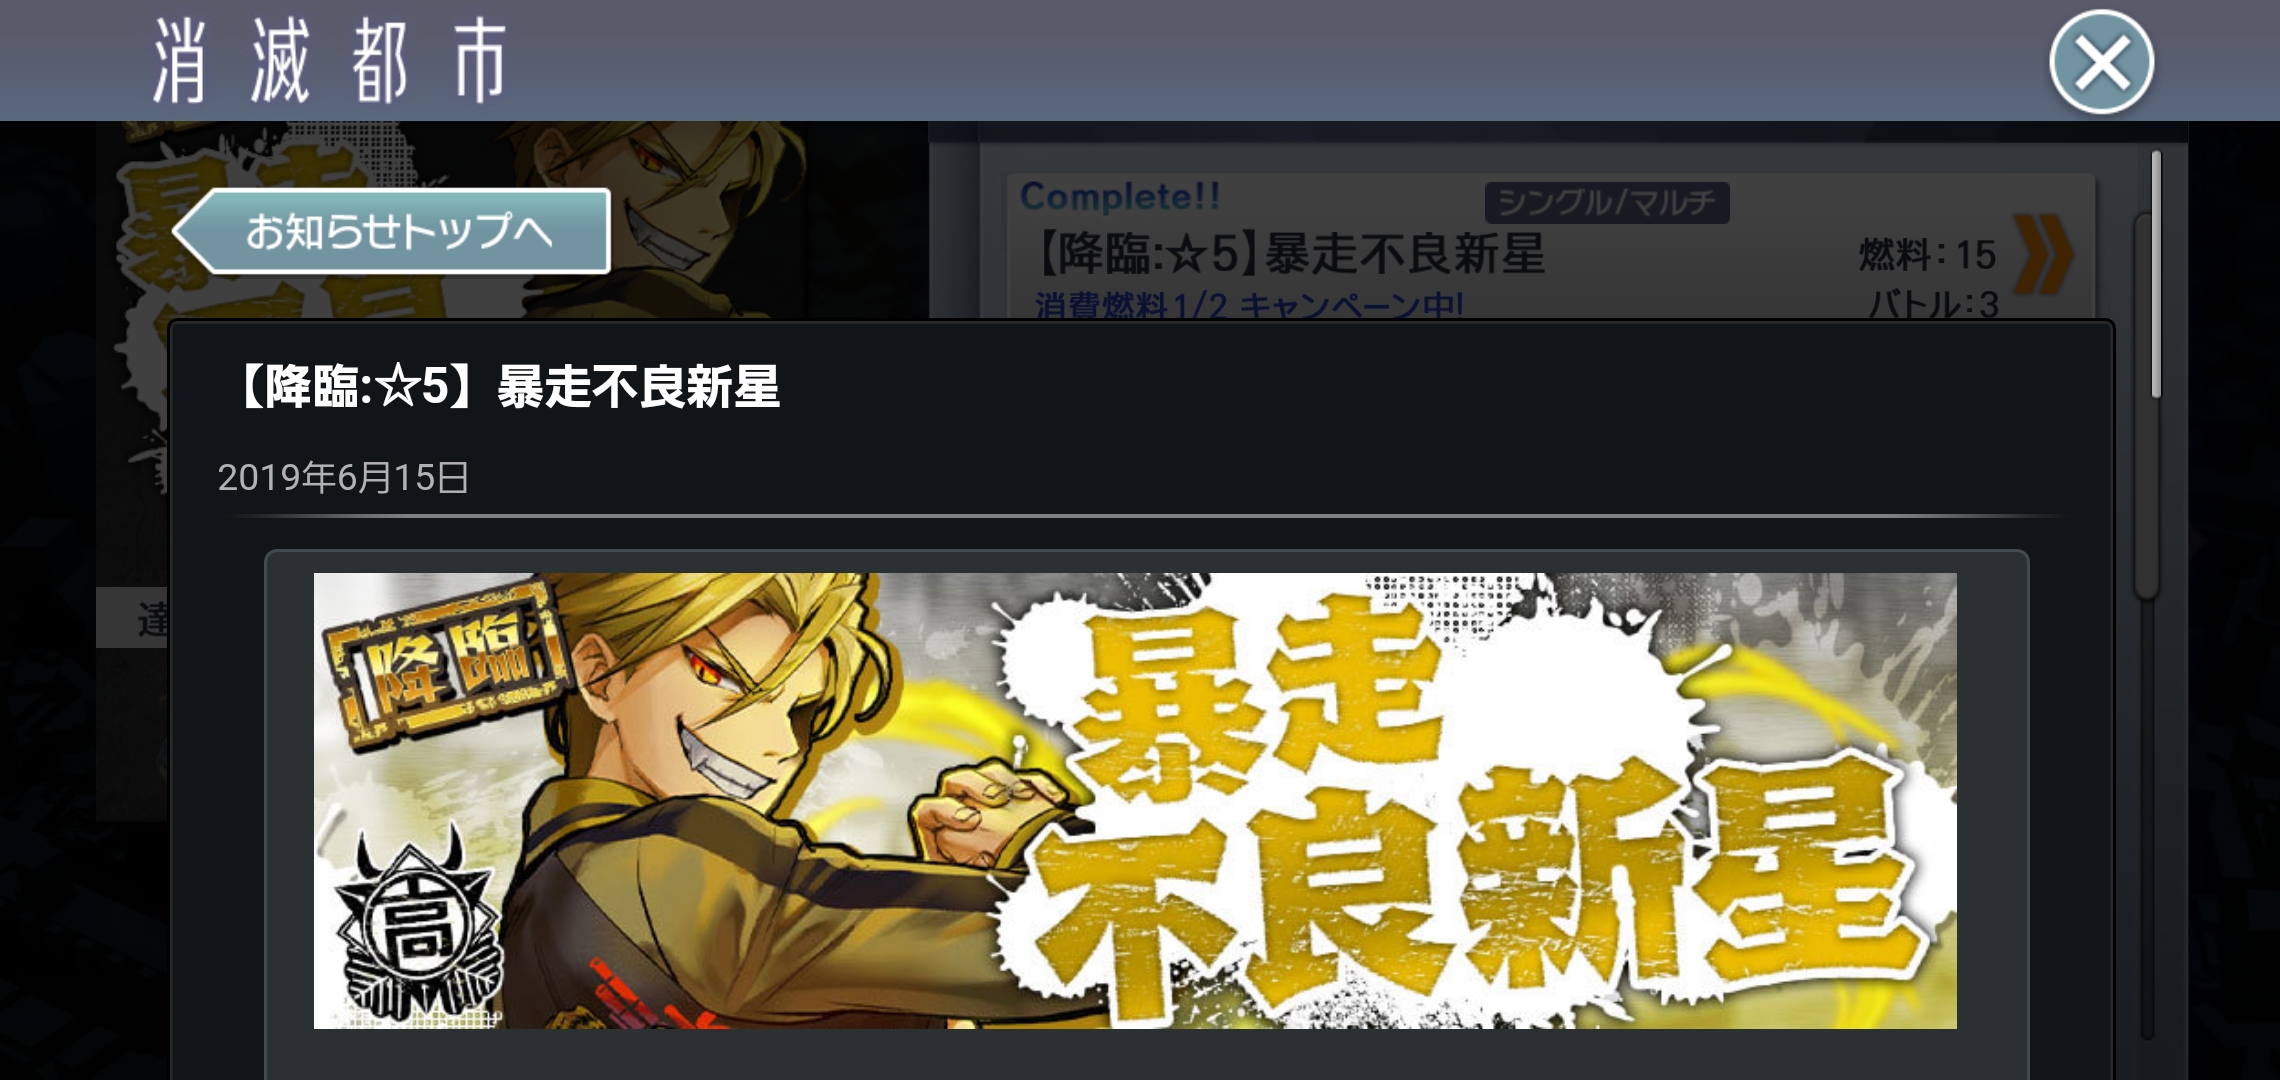 消滅都市
お知らせトップへ
Complete!!
シングル/マルチ
【降臨:☆5】暴走不良新星
燃料:15
消費燃料1/2 キャンペーン中!
バトル:3
【降臨:☆5】暴走不良新星
2019年6月15日
達
降臨
暴走
不良新星
高